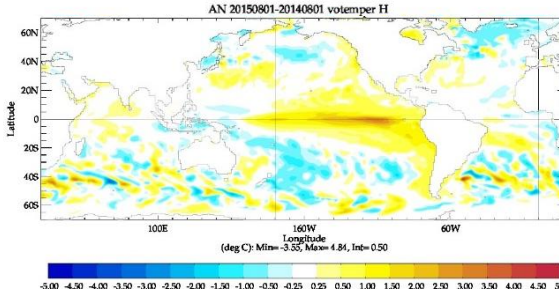 AN 20150801-20140801 votemper H
60N
40N
20N
0
20S
40S
60S
Latitude
100E
160W
60W
Longitude
(deg C): Min= -3.55, Max= 4.84, Int= 0.50
-5.00 -4.50 -3.50 -3.00 -2.50 -2.00 -1.50 -1.00 -0.50 -0.25 0.25 0.50 1.00 1.50 2.00 2.50 3.00 3.50 4.00 4.50